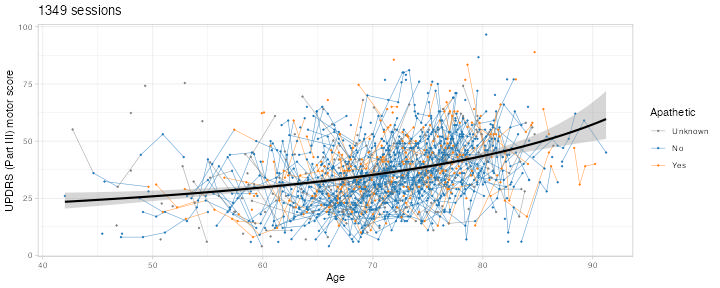 1349 sessions
UPDRS (Part III) motor score
100
75
50
25
0
40
50
60
70
80
90
Age
Apathetic
Unknown
No
Yes